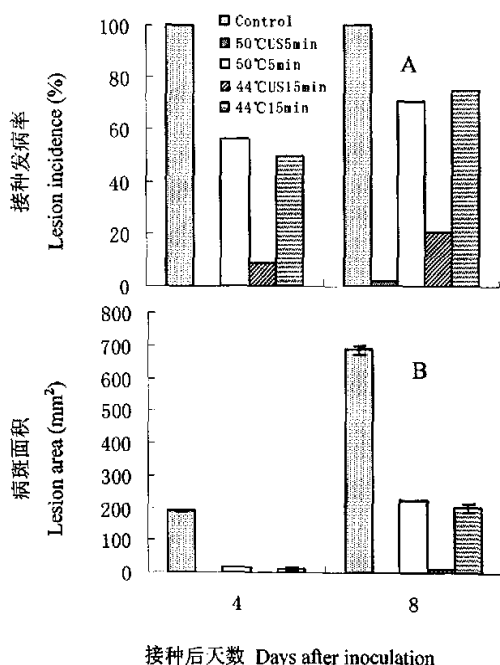 Control
50℃US5min
50℃5min
44℃US15min
44℃15min
A
接种发病率
Lesion incidence (%)
100
80
60
40
20
0
B
病斑面积
Lesion area (mm²)
800
700
600
500
400
300
200
100
0
4
8
接种后天数 Days after inoculation